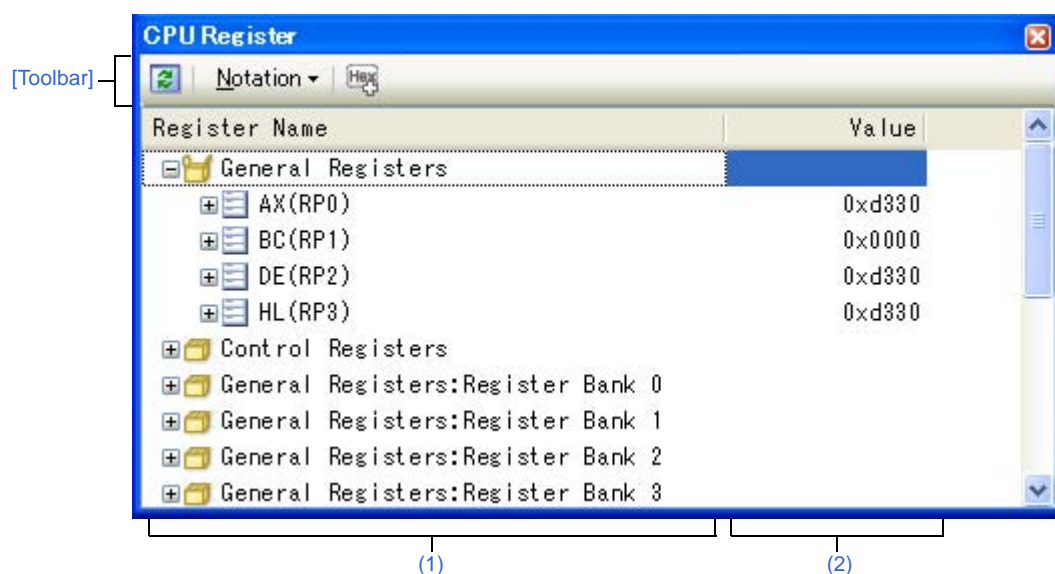 CPU Register
[Toolbar]
Notation
Hex
Register Name Value
General Registers
AX(RP0) 0xd330
BC(RP1) 0x0000
DE(RP2) 0xd330
HL(RP3) 0xd330
Control Registers
General Registers:Register Bank 0
General Registers:Register Bank 1
General Registers:Register Bank 2
General Registers:Register Bank 3
(1) (2)